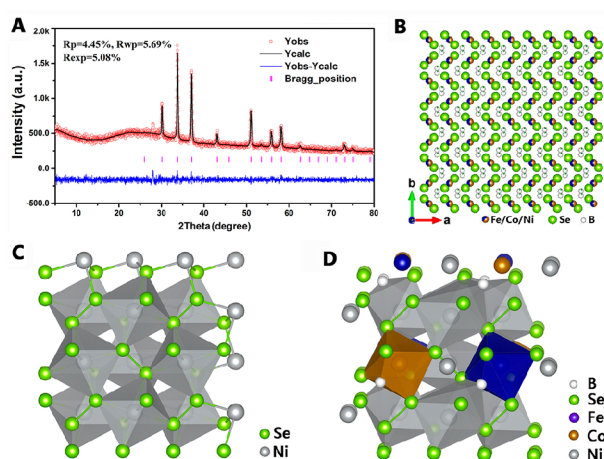 A
B
Rp=4.45%, Rwp=5.69%
Rexp=5.08%
Yobs
Ycalc
Yobs-Ycalc
Bragg_position
Intensity (a.u.)
2.0k
1.5k
1.0k
500.0
0.0
-500.0
10 20 30 40 50 60 70 80
2Theta(degree)
b
a
Fe/Co/Ni Se B
C
D
Se
Ni
B
Se
Fe
Co
Ni